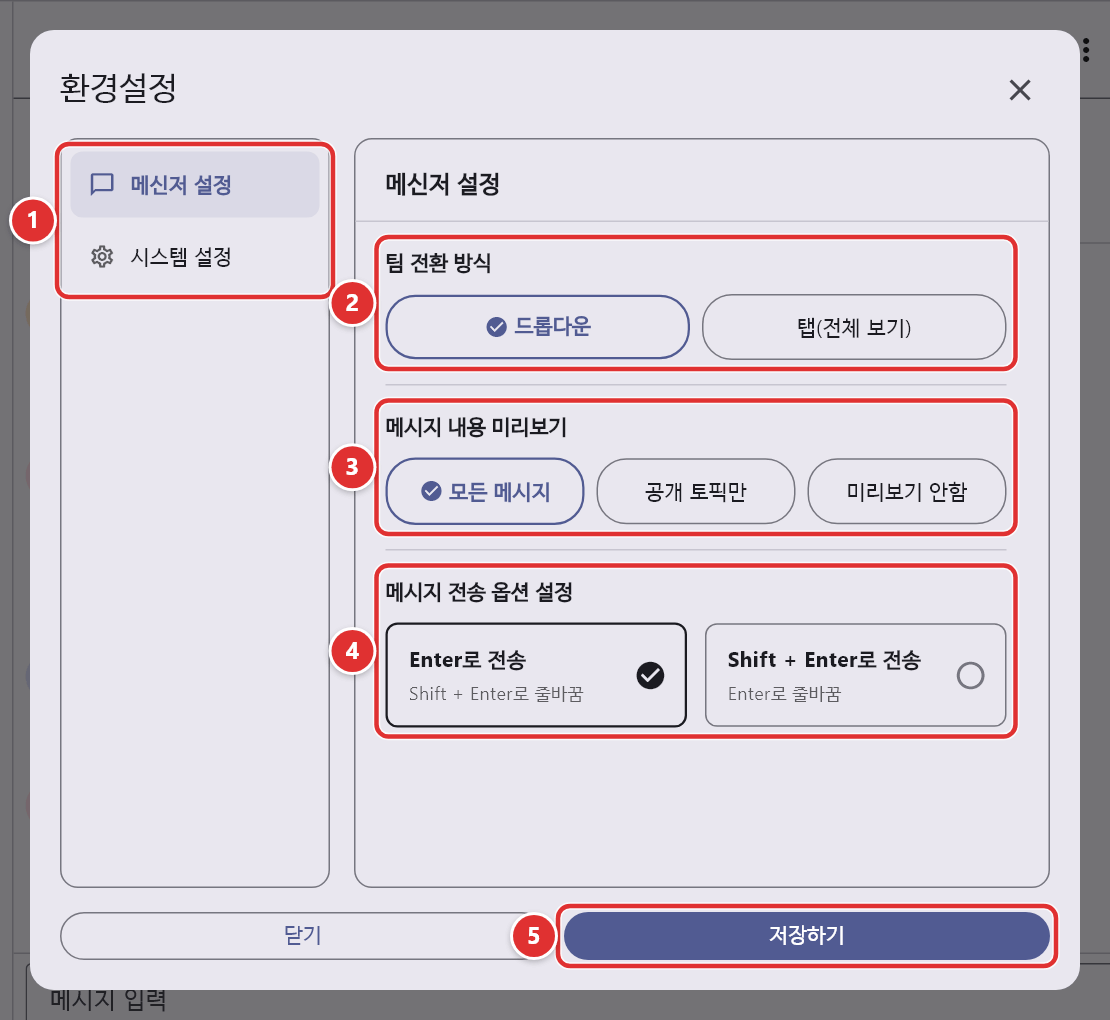 환경설정
1
메신저 설정
시스템 설정
메신저 설정
2
팀 전환 방식
드롭다운
탭(전체 보기)
3
메시지 내용 미리보기
모든 메시지
공개 토픽만
미리보기 안함
4
메시지 전송 옵션 설정
Enter로 전송
Shift + Enter로 줄바꿈
Shift + Enter로 전송
Enter로 줄바꿈
닫기
5
저장하기
메시지 입력